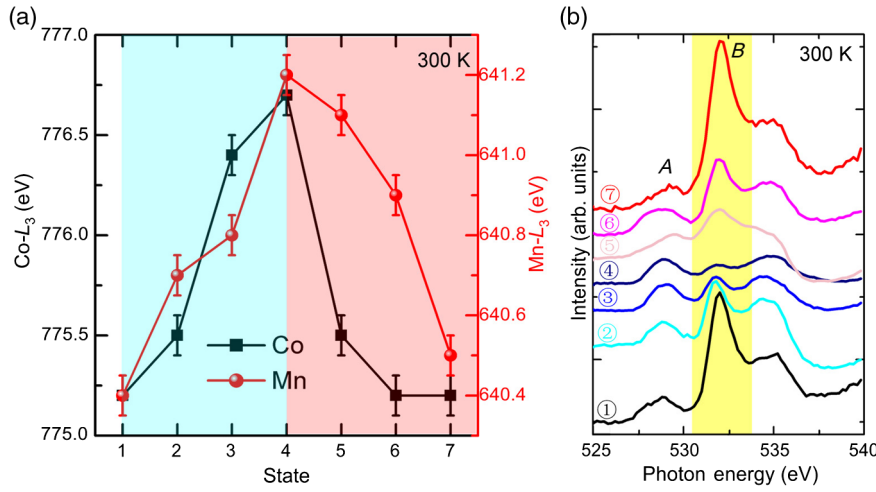 (a)
777.0
776.5
776.0
775.5
775.0
Co-L₃ (eV)
300 K
641.2
641.0
640.8
640.6
640.4
Mn-L₃ (eV)
Co
Mn
1 2 3 4 5 6 7
State
(b)
300 K
A
B
⑦
⑥
⑤
④
③
②
①
Intensity (arb. units)
525 530 535 540
Photon energy (eV)